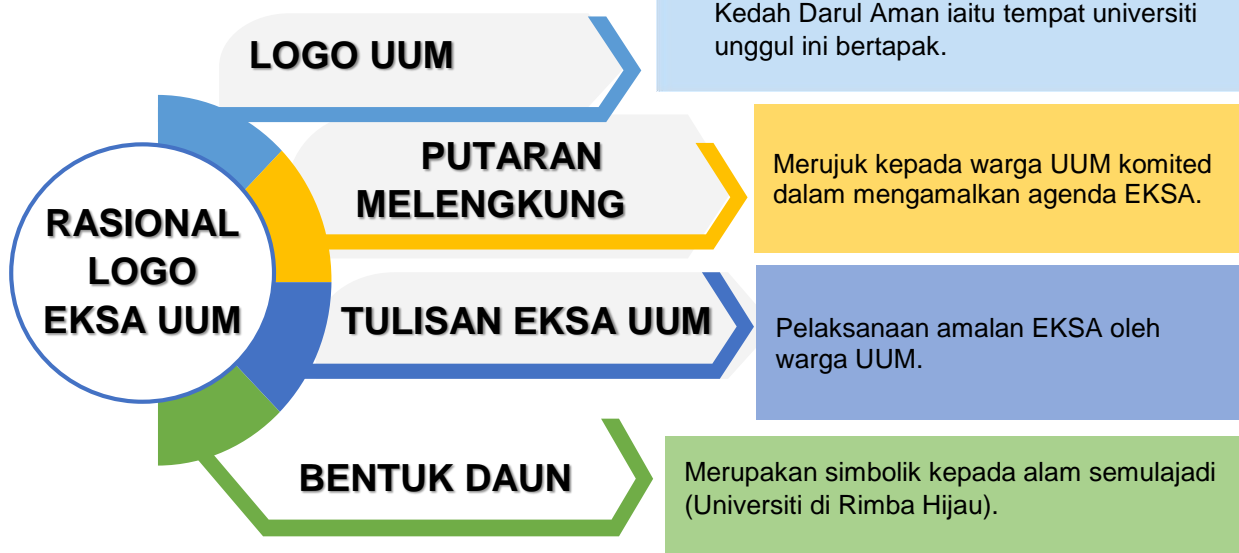 RASIONAL
LOGO
EKSA UUM
LOGO UUM
Kedah Darul Aman iaitu tempat universiti
unggul ini bertapak.
PUTARAN
MELENGKUNG
Merujuk kepada warga UUM komited
dalam mengamalkan agenda EKSA.
TULISAN EKSA UUM
Pelaksanaan amalan EKSA oleh
warga UUM.
BENTUK DAUN
Merupakan simbolik kepada alam semulajadi
(Universiti di Rimba Hijau).